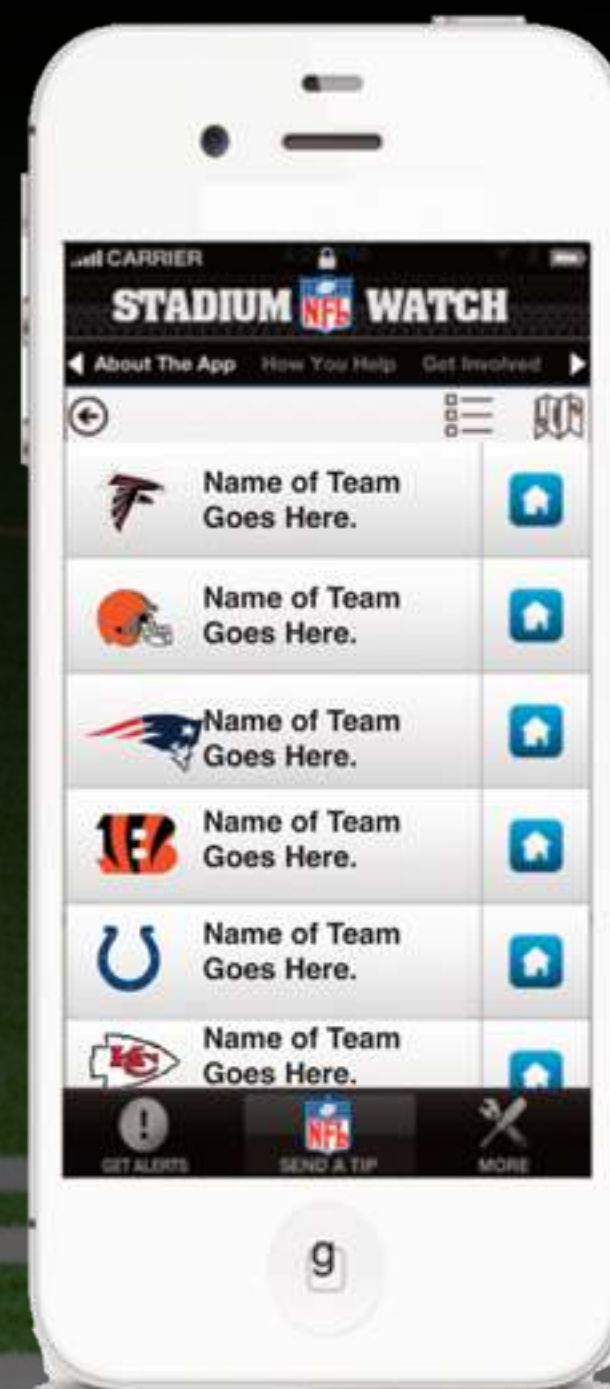 CARRIER
STADIUM NFL WATCH
About The App How You Help Get Involved
Name of Team
Goes Here.
Name of Team
Goes Here.
Name of Team
Goes Here.
Name of Team
Goes Here.
Name of Team
Goes Here.
KC
Name of Team
Goes Here.
GET ALERTS
NFL
SEND A TIP
MORE
g